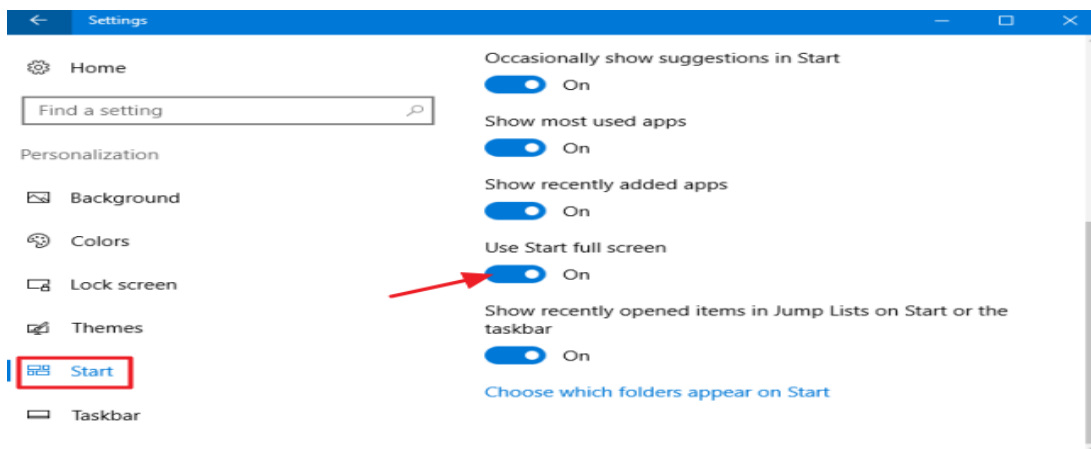 Settings
Home
Find a setting
Personalization
Background
Colors
Lock screen
Themes
Start
Taskbar
Occasionally show suggestions in Start
On
Show most used apps
On
Show recently added apps
On
Use Start full screen
On
Show recently opened items in Jump Lists on Start or the
taskbar
On
Choose which folders appear on Start